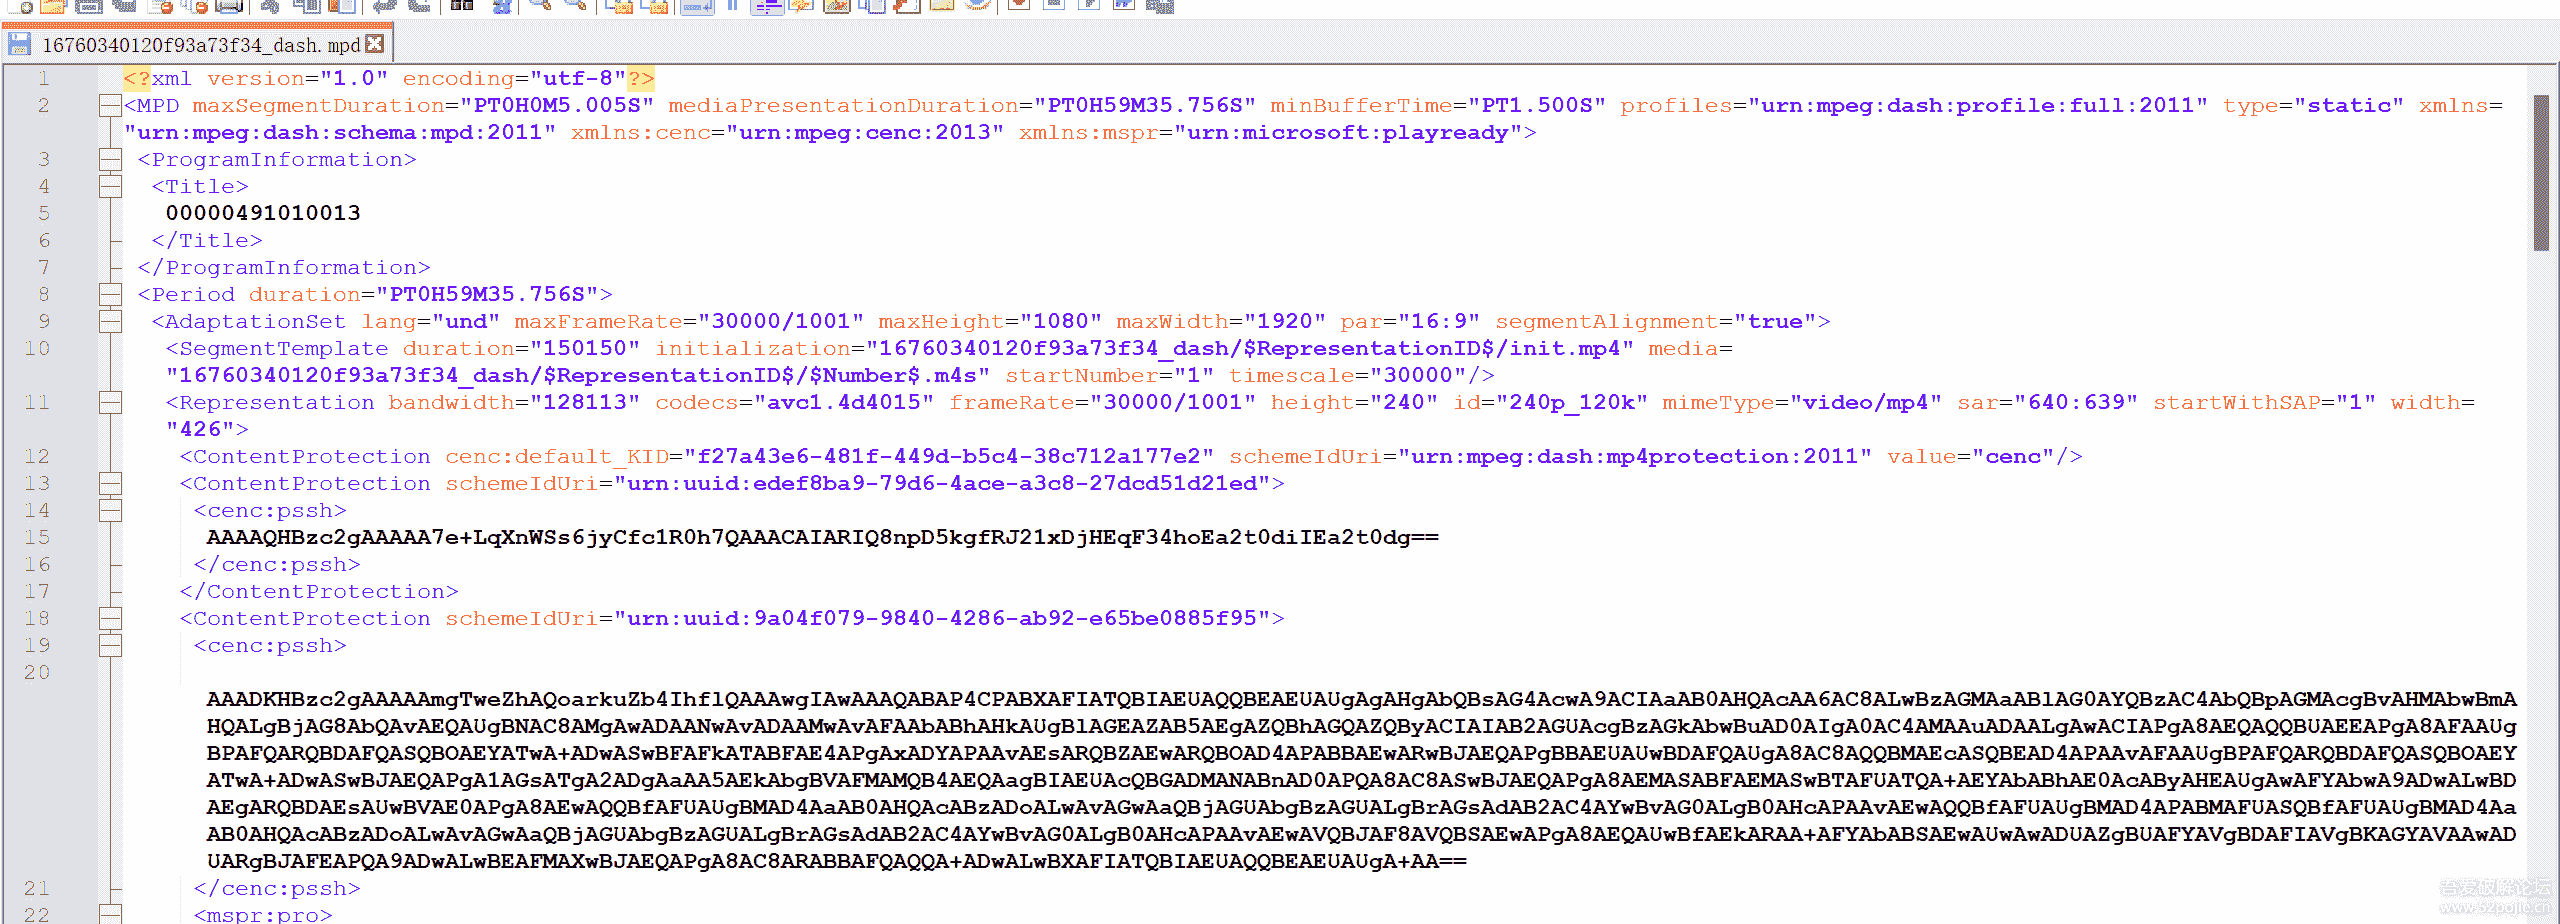 16760340120f93a73f34_dash.mpd
1 <?xml version="1.0" encoding="utf-8"?>
2 <MPD maxSegmentDuration="PT0H0M5.005S" mediaPresentationDuration="PT0H59M35.756S" minBufferTime="PT1.500S" profiles="urn:mpeg:dash:profile:full:2011" type="static" xmlns=
"urn:mpeg:dash:schema:mpd:2011" xmlns:cenc="urn:mpeg:cenc:2013" xmlns:mspr="urn:microsoft:playready">
3 <ProgramInformation>
4 <Title>
5 00000491010013
6 </Title>
7 </ProgramInformation>
8 <Period duration="PT0H59M35.756S">
9 <AdaptationSet lang="und" maxFrameRate="30000/1001" maxHeight="1080" maxWidth="1920" par="16:9" segmentAlignment="true">
10 <SegmentTemplate duration="150150" initialization="16760340120f93a73f34_dash/$RepresentationID$/init.mp4" media=
"16760340120f93a73f34_dash/$RepresentationID$/$Number$.m4s" startNumber="1" timescale="30000"/>
11 <Representation bandwidth="128113" codecs="avc1.4d4015" frameRate="30000/1001" height="240" id="240p_120k" mimeType="video/mp4" sar="640:639" startWithSAP="1" width=
"426">
12 <ContentProtection cenc:default_KID="f27a43e6-481f-449d-b5c4-38c712a177e2" schemeIdUri="urn:mpeg:dash:mp4protection:2011" value="cenc"/>
13 <ContentProtection schemeIdUri="urn:uuid:edef8ba9-79d6-4ace-a3c8-27dcd51d21ed">
14 <cenc:pssh>
15 AAAAQHBzc2gAAAAA7e+LqXnWSs6jyCfc1R0h7QAAACAIARIQ8npD5kgfRJ21xDjHEqF34hoEa2t0diIEa2t0dg==
16 </cenc:pssh>
17 </ContentProtection>
18 <ContentProtection schemeIdUri="urn:uuid:9a04f079-9840-4286-ab92-e65be0885f95">
19 <cenc:pssh>
20
AAADKHBzc2gAAAAAmgTweZhAQoarkuZb4IhflQAAAwgIAwAAAQABAP4CPABXAFIATQBIAEUAQQBEAEUAUgAgAHgAbQBsAG4AcwA9ACIAaAB0AHQAcAA6AC8ALwBzAGMAaABlAG0AYQBzAC4AbQBpAGMAcgBvAHMAbwBmA
HQALgBjAG8AbQAvAEQAUgBNAC8AMgAwADAANwAvADAAMwAvAFAAbABhAHkAUgBlAGEAZAB5AEgAZQBhAGQAZQByACIAIAB2AGUAcgBzAGkAbwBuAD0AIgA0AC4AMAAuADAALgAwACIAPgA8AEQAQQBUAEEAPgA8AFAAUg
BPAFQARQBDAFQASQBOAEYATwA+ADwASwBFAFkATABFAE4APgAxADYAPAAvAEsARQBZAEwARQBOAD4APABBAEwARwBJAEQAPgBBAEUAUwBDAFQAUgA8AC8AQQBMAEcASQBEAD4APAAvAFAAUgBPAFQARQBDAFQASQBOAEY
ATwA+ADwASwBJAEQAPgA1AGsATgA2ADgAaAA5AEkAbgBVAFMAMQB4AEQAagBIAEUAcQBGADMANABnAD0APQA8AC8ASwBJAEQAPgA8AEMASABFAEMASwBTAFUATQA+AEYAbABhAE0AcAByAHEAUgAwAFYAbwA9ADwALwBD
AEgARQBDAEsAUwBVAE0APgA8AEwAQQBfAFUAUgBMAD4AaAB0AHQAcABzADoALwAvAGwAaQBjAGUAbgBzAGUALgBrAGsAdAB2AC4AYwBvAG0ALgB0AHcAPAAvAEwAQQBfAFUAUgBMAD4APABMAFUASQBfAFUAUgBMAD4Aa
AB0AHQAcABzADoALwAvAGwAaQBjAGUAbgBzAGUALgBrAGsAdAB2AC4AYwBvAG0ALgB0AHcAPAAvAEwAVQBJAF8AVQBSAEwAPgA8AEQAUwBfAEkARAA+AFYAbABSAEwAUwAwADUAZgBUAFYAVgBDAFIAVgBKAGYAVAAwAD
UARgBJAFEAPQA9ADwALwBEAFMAXwBJAEQAPgA8AC8ARABBAFQAQQA+ADwALwBXAFIATQBIAEUAQQBEAEUAUgA+AA==
21 </cenc:pssh>
22 <mspr:pro>
吾爱破解论坛
www.52pojie.cn